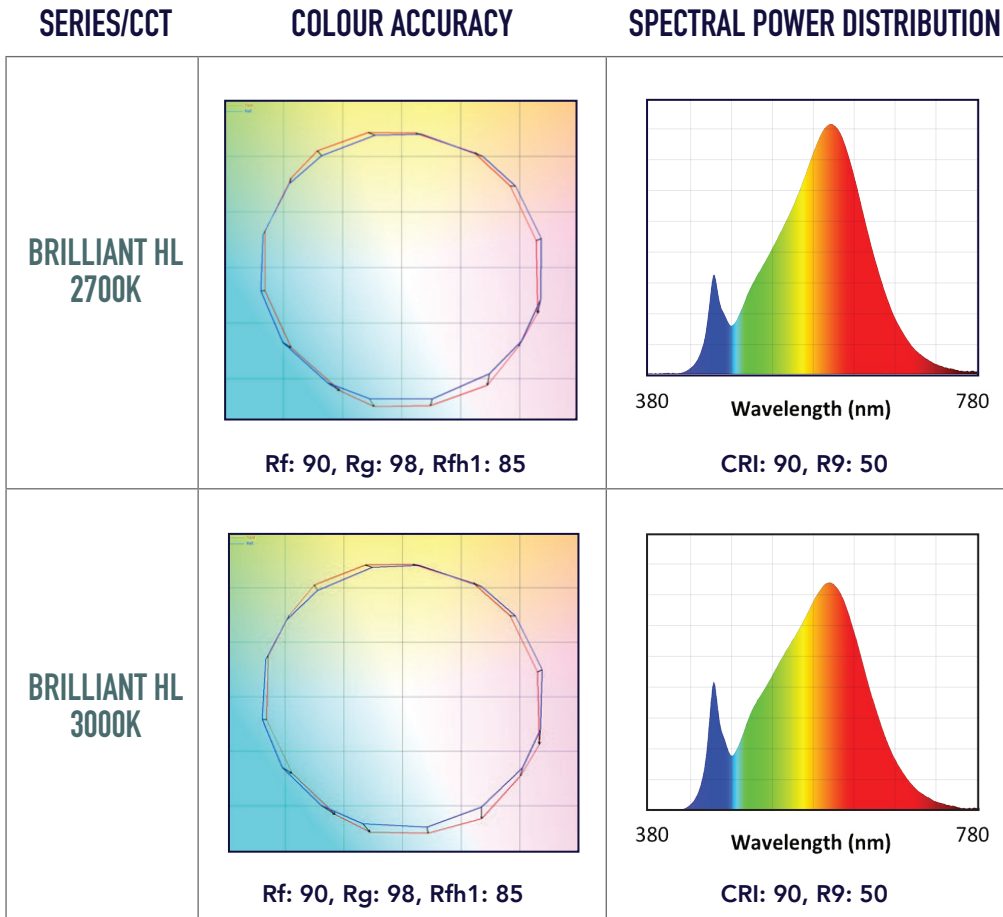 SERIES/CCT
COLOUR ACCURACY
SPECTRAL POWER DISTRIBUTION
BRILLIANT HL
2700K
Rf: 90, Rg: 98, Rfh1: 85
380
Wavelength (nm)
780
CRI: 90, R9: 50
BRILLIANT HL
3000K
Rf: 90, Rg: 98, Rfh1: 85
380
Wavelength (nm)
780
CRI: 90, R9: 50